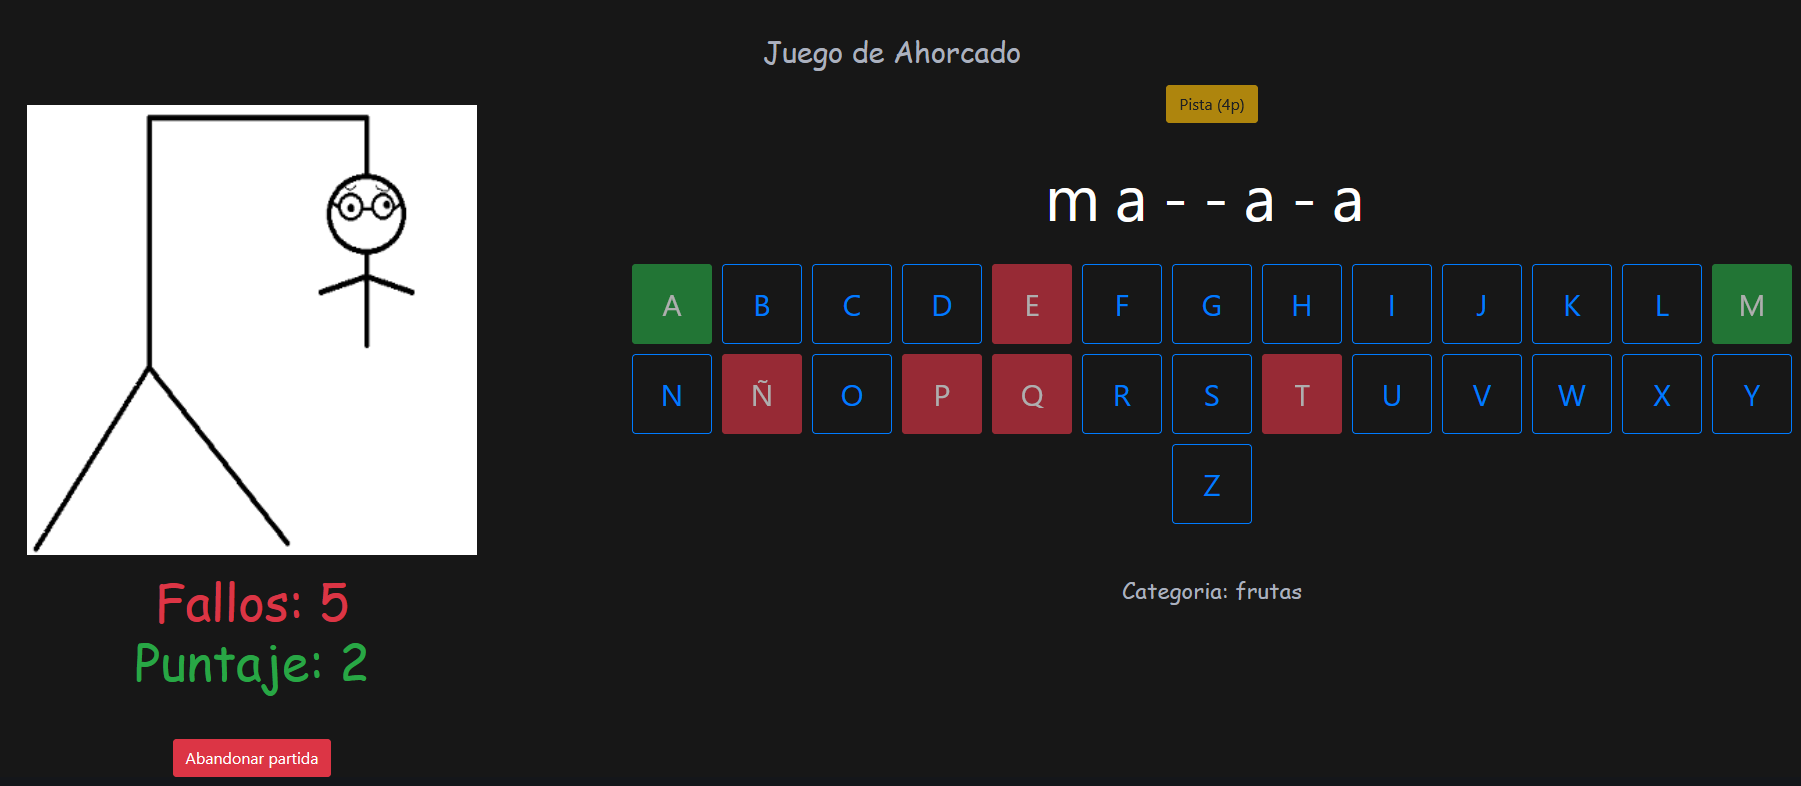 Juego de Ahorcado
Pista (4p)
m a - - a - a
A B C D E F G H I J K L M
N Ñ O P Q R S T U V W X Y
Z
Categoria: frutas
Fallos: 5
Puntaje: 2
Abandonar partida